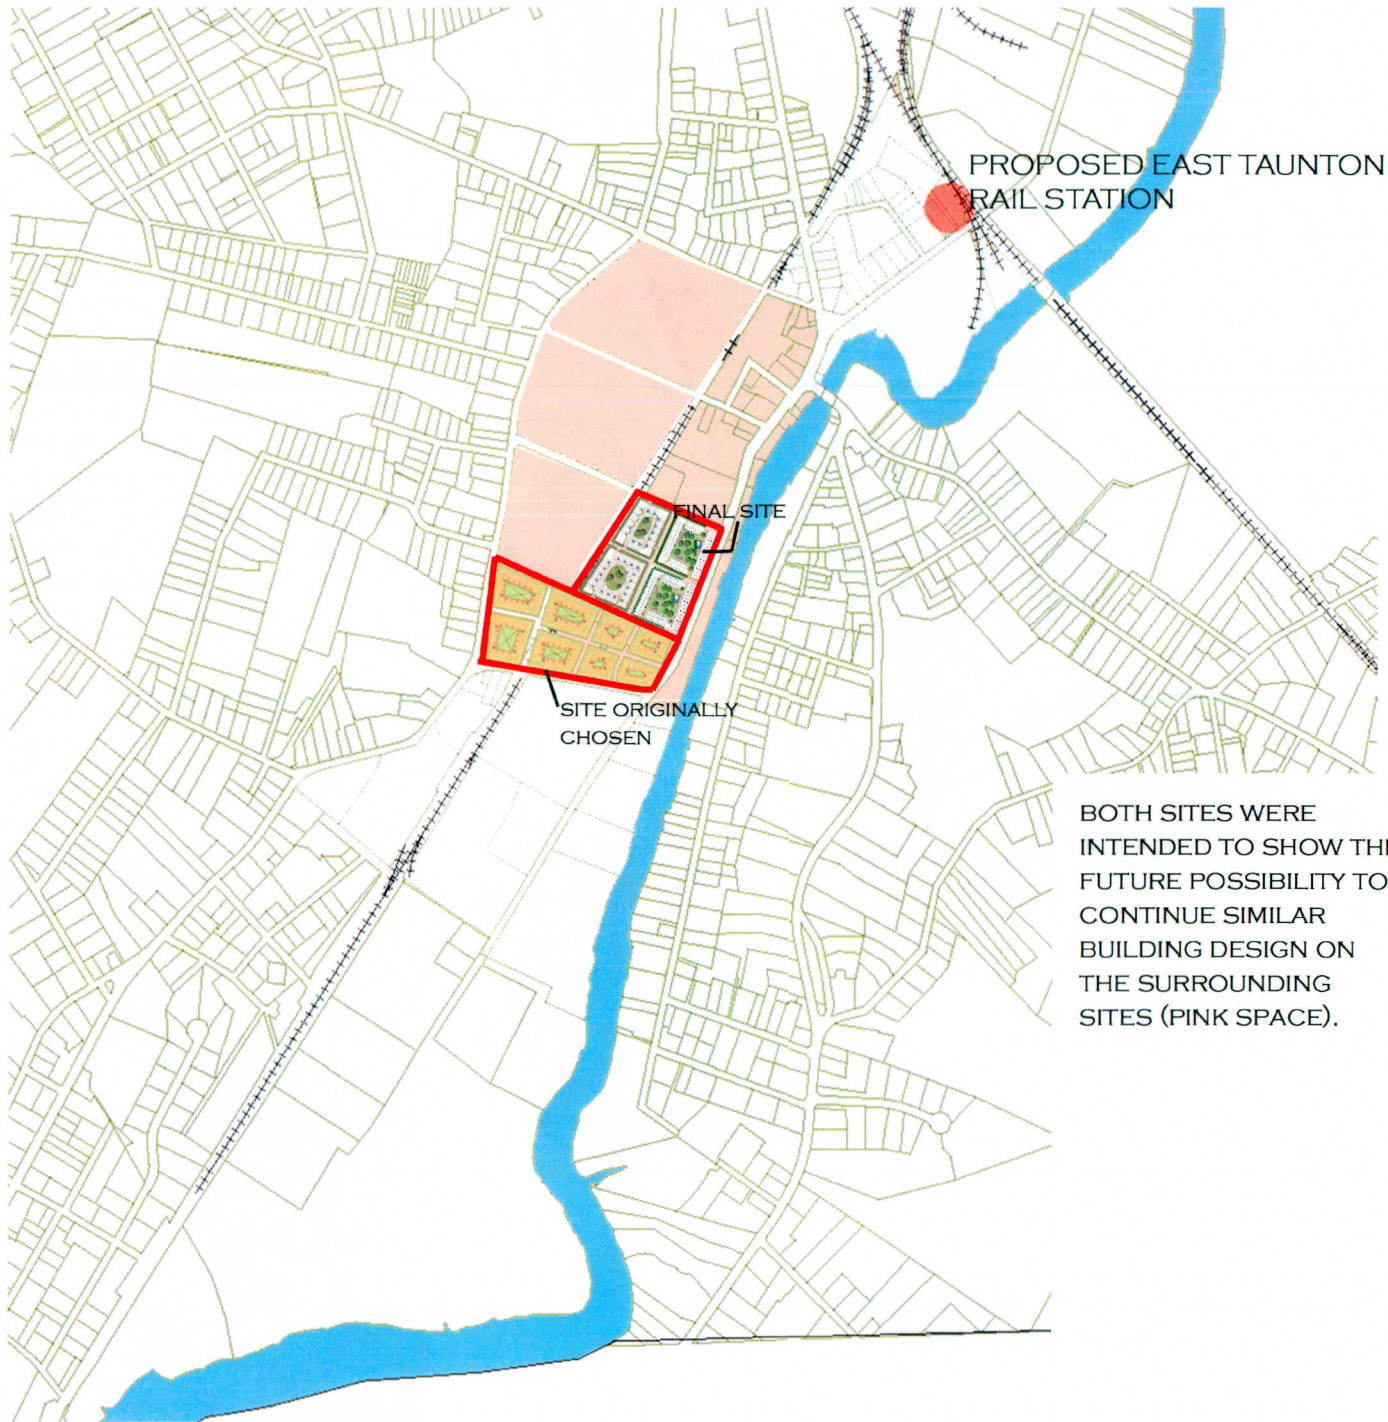 PROPOSED EAST TAUNTON
RAIL STATION
FINAL SITE
SITE ORIGINALLY
CHOSEN
BOTH SITES WERE
INTENDED TO SHOW THE
FUTURE POSSIBILITY TO
CONTINUE SIMILAR
BUILDING DESIGN ON
THE SURROUNDING
SITES (PINK SPACE).